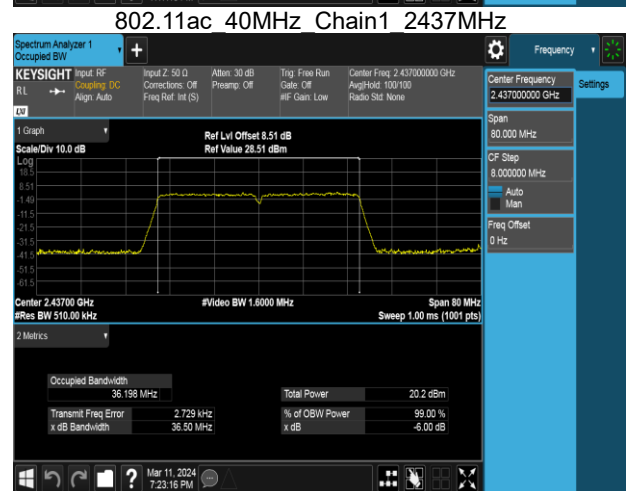 802.11ac_40MHz_Chain1_2437MHz
Spectrum Analyzer 1
Occupied BW
Frequency
KEYSIGHT
RL
LXI
Input: RF
Coupling: DC
Align: Auto
Input Z: 50 Ω
Corrections: Off
Freq Ref: Int (S)
Atten: 30 dB
Preamp: Off
Trig: Free Run
Gate: Off
#IF Gain: Low
Center Freq: 2.437000000 GHz
Avg|Hold: 100/100
Radio Std: None
Center Frequency
2.437000000 GHz
Settings
Span
80.000 MHz
CF Step
8.000000 MHz
Auto
Man
Freq Offset
0 Hz
1 Graph
Scale/Div 10.0 dB
Ref Lvl Offset 8.51 dB
Ref Value 28.51 dBm
Log
18.5
8.51
-1.49
-11.5
-21.5
-31.5
-41.5
-51.5
-61.5
Center 2.43700 GHz
#Res BW 510.00 kHz
#Video BW 1.6000 MHz
Span 80 MHz
Sweep 1.00 ms (1001 pts)
2 Metrics
Occupied Bandwidth
36.198 MHz
Total Power 20.2 dBm
Transmit Freq Error 2.729 kHz
% of OBW Power 99.00 %
x dB Bandwidth 36.50 MHz
x dB -6.00 dB
?
Mar 11, 2024
7:23:16 PM